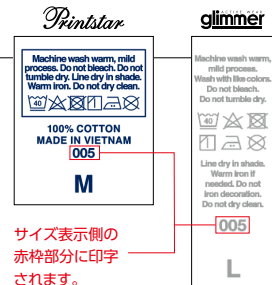 Printstar
Machine wash warm, mild
process. Do not bleach. Do not
tumble dry. Line dry in shade.
Warm iron. Do not dry clean.
40
100% COTTON
MADE IN VIETNAM
005
M
サイズ表示側の
赤枠部分に印字
されます。
ACTIVE WEAR
glimmer
Machine wash warm,
mild process.
Wash with like colors.
Do not bleach.
Do not tumble dry.
40
Line dry in shade.
Warm iron if
needed. Do not
iron decoration.
Do not dry clean.
005
L